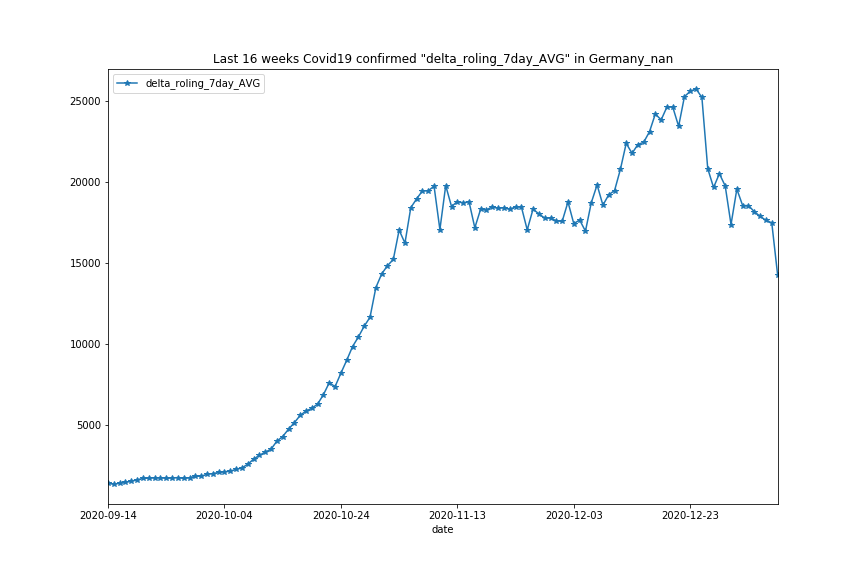 Last 16 weeks Covid19 confirmed "delta_roling_7day_AVG" in Germany_nan
delta_roling_7day_AVG
25000
20000
15000
10000
5000
2020-09-14 2020-10-04 2020-10-24 2020-11-13 2020-12-03 2020-12-23
date